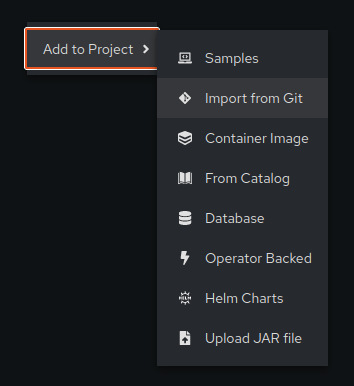 Add to Project
Samples
Import from Git
Container Image
From Catalog
Database
Operator Backed
Helm Charts
Upload JAR file